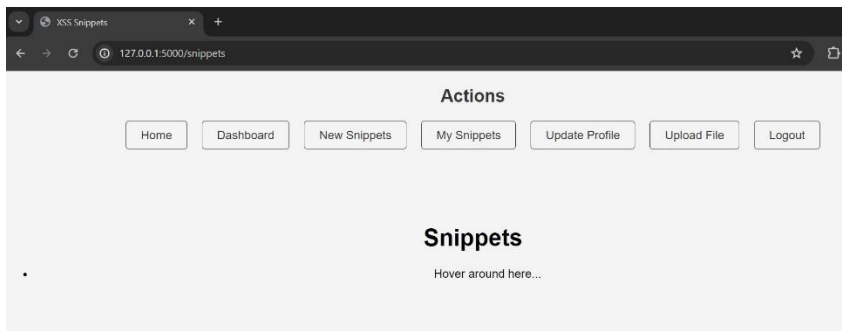 XSS Snippets
127.0.0.1:5000/snippets
Actions
Home Dashboard New Snippets My Snippets Update Profile Upload File Logout
Snippets
• Hover around here...